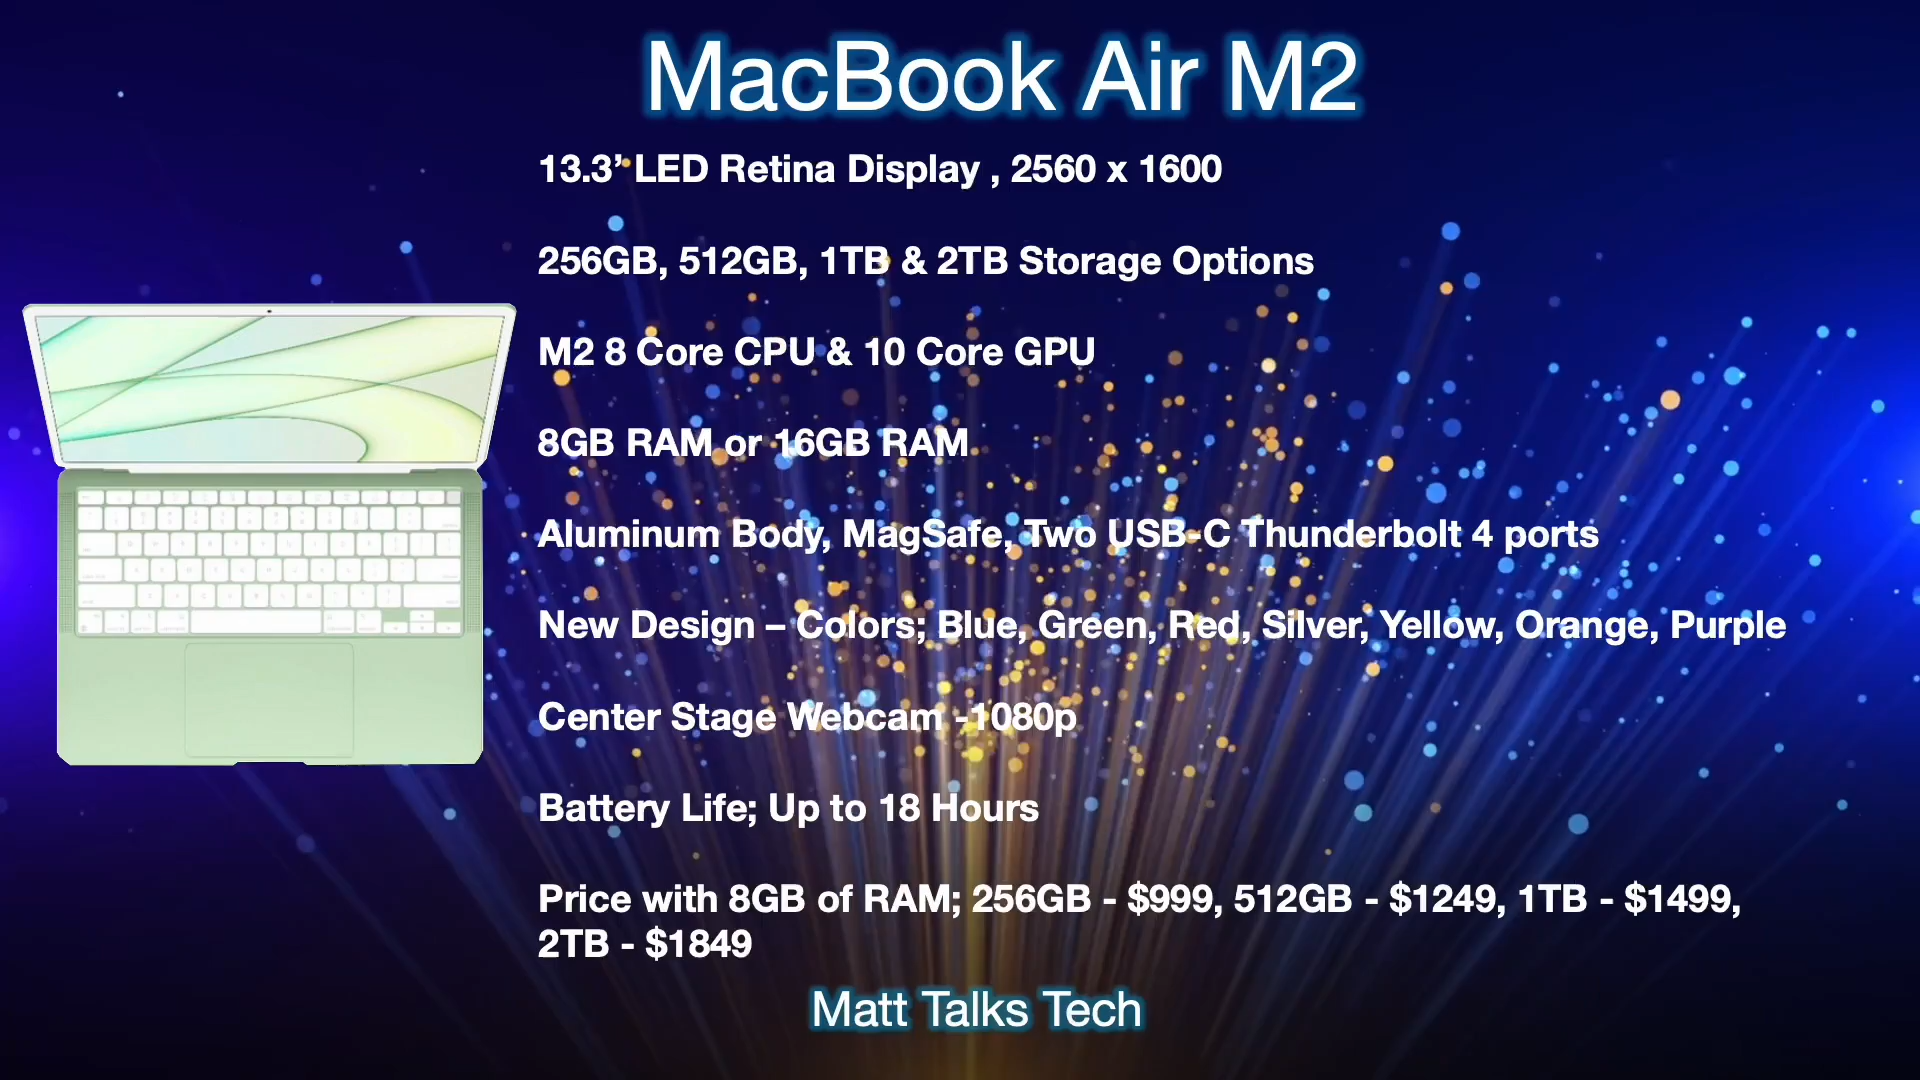 MacBook Air M2
13.3’ LED Retina Display , 2560 x 1600
256GB, 512GB, 1TB & 2TB Storage Options
M2 8 Core CPU & 10 Core GPU
8GB RAM or 16GB RAM
Aluminum Body, MagSafe, Two USB-C Thunderbolt 4 ports
New Design – Colors; Blue, Green, Red, Silver, Yellow, Orange, Purple
Center Stage Webcam -1080p
Battery Life; Up to 18 Hours
Price with 8GB of RAM; 256GB - $999, 512GB - $1249, 1TB - $1499,
2TB - $1849
Matt Talks Tech